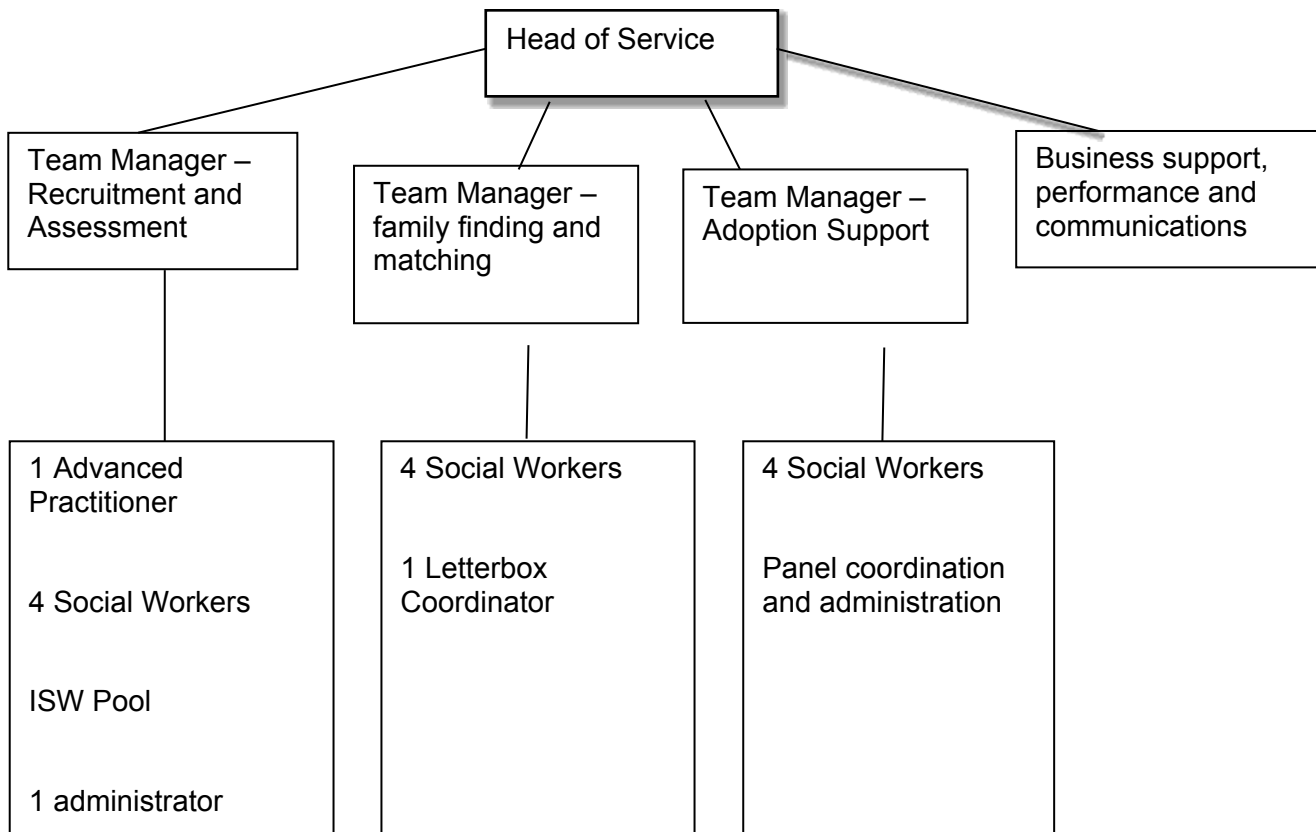 Head of Service
Team Manager –
Recruitment and
Assessment
Team Manager –
family finding and
matching
Team Manager –
Adoption Support
Business support,
performance and
communications
1 Advanced
Practitioner
4 Social Workers
ISW Pool
1 administrator
4 Social Workers
1 Letterbox
Coordinator
4 Social Workers
Panel coordination
and administration